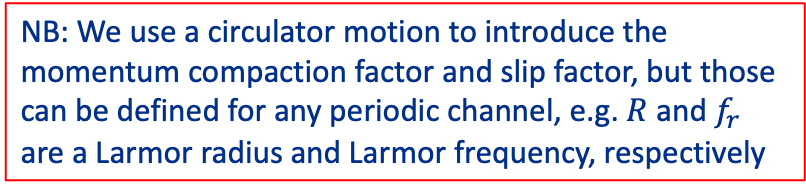 NB: We use a circulator motion to introduce the
momentum compaction factor and slip factor, but those
can be defined for any periodic channel, e.g. R and fᵣ
are a Larmor radius and Larmor frequency, respectively